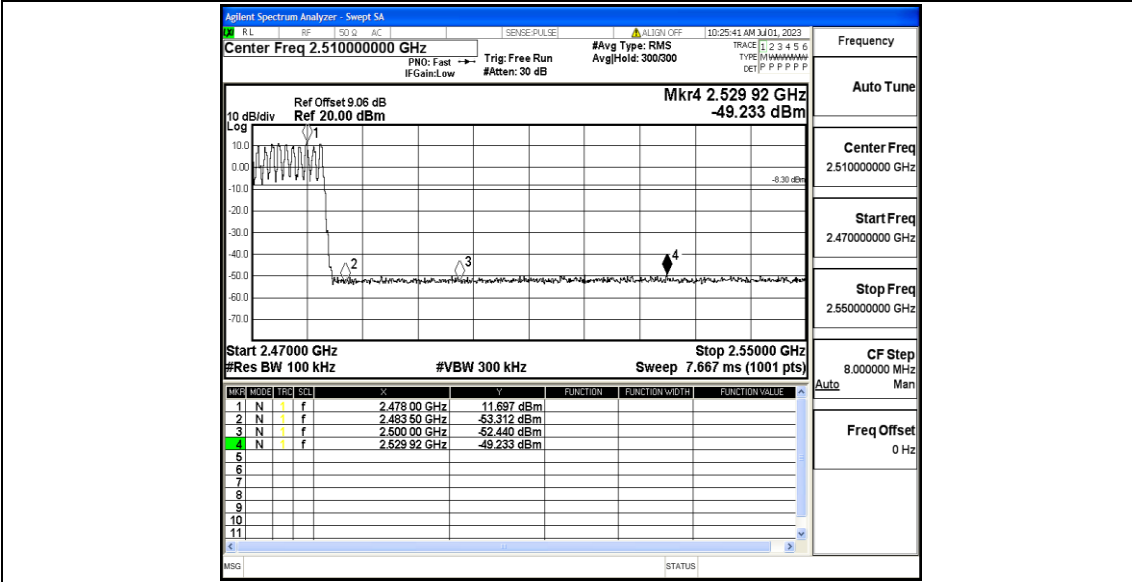 Agilent Spectrum Analyzer - Swept SA
RL RF 50 Ω AC SENSE:PULSE ALIGN OFF 10:25:41 AM Jul 01, 2023
Center Freq 2.510000000 GHz
PNO: Fast
IFGain:Low
Trig: Free Run
#Atten: 30 dB
#Avg Type: RMS
Avg|Hold: 300/300
TRACE 1 2 3 4 5 6
TYPE M W W W W W
DET P P P P P P
Mkr4 2.529 92 GHz
-49.233 dBm
Ref Offset 9.06 dB
10 dB/div Ref 20.00 dBm
Log
1
10.0
0.00
-8.30 dBm
-10.0
-20.0
-30.0
-40.0
2 3 4
-50.0
-60.0
-70.0
Start 2.47000 GHz Stop 2.55000 GHz
#Res BW 100 kHz #VBW 300 kHz Sweep 7.667 ms (1001 pts)
MKR MODE TRC SCL X Y FUNCTION FUNCTION WIDTH FUNCTION VALUE
1 N 1 f 2.478 00 GHz 11.697 dBm
2 N 1 f 2.483 50 GHz -53.312 dBm
3 N 1 f 2.500 00 GHz -52.440 dBm
4 N 1 f 2.529 92 GHz -49.233 dBm
5
6
7
8
9
10
11
MSG STATUS
Frequency
Auto Tune
Center Freq
2.510000000 GHz
Start Freq
2.470000000 GHz
Stop Freq
2.550000000 GHz
CF Step
8.000000 MHz
Auto Man
Freq Offset
0 Hz